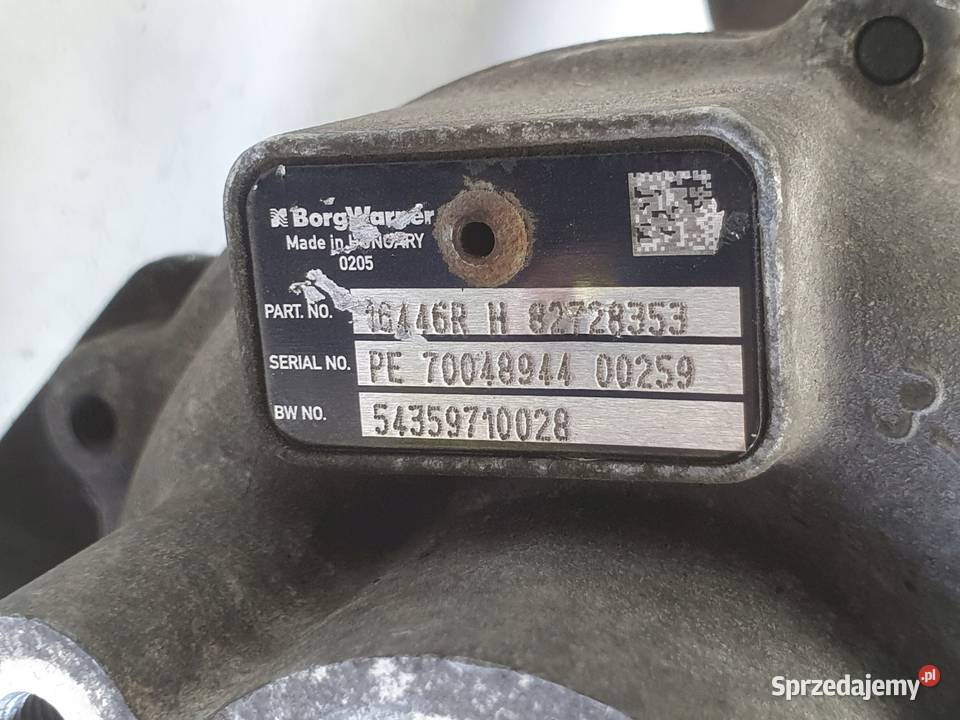 BorgWarner
Made in HUNGARY
0205
PART. NO. 16446R H 82728353
SERIAL NO. PE 70048944 00259
BW NO. 54359710028
Sprzedajemy.pl